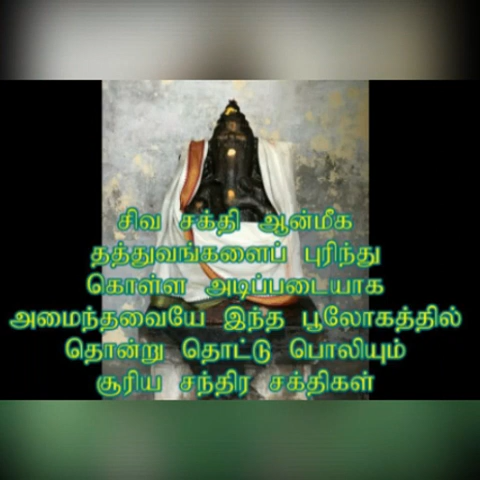 சிவ சக்தி ஆன்மீக
தத்துவங்களைப் புரிந்து
கொள்ள அடிப்படையாக
அமைந்தவையே இந்த பூலோகத்தில்
தொன்று தொட்டு பொலியும்
சூரிய சந்திர சக்திகள்